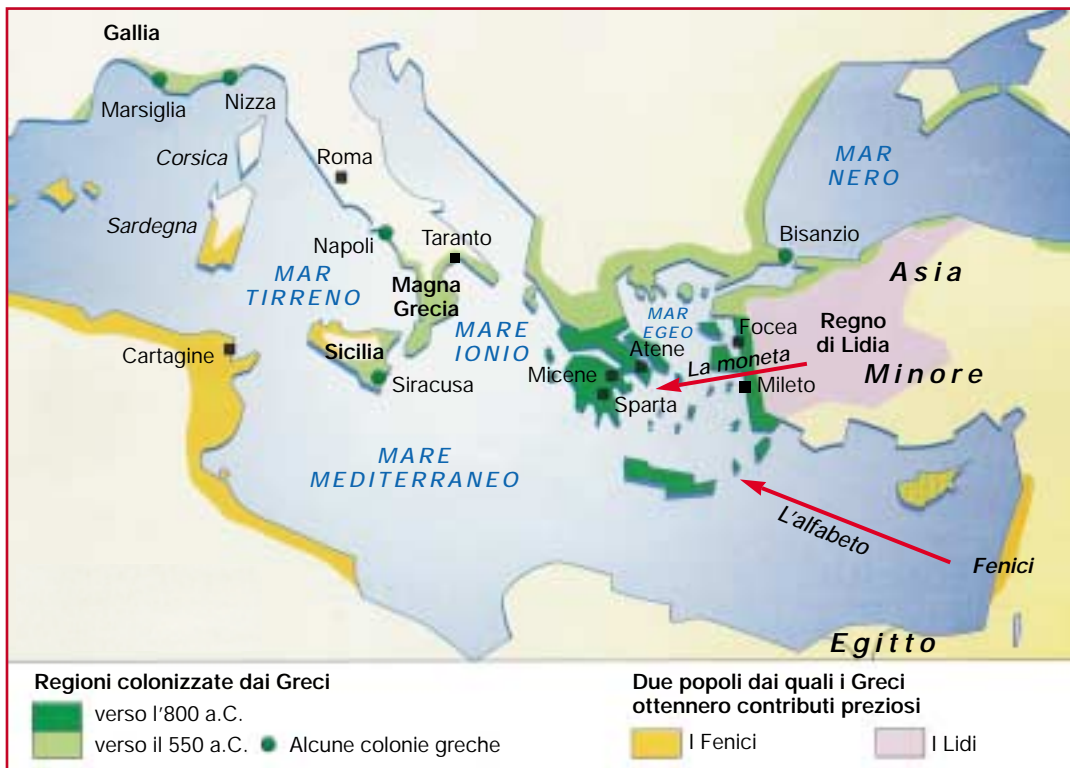 Gallia
Marsiglia
Nizza
Corsica
Roma
MAR
NERO
Sardegna
Napoli
Taranto
Bisanzio
MAR
TIRRENO
Magna
Grecia
Asia
MAR
EGEO
MARE
IONIO
Focea
Regno
di Lidia
Cartagine
Sicilia
Atene
La moneta
Micene
Minore
Siracusa
Sparta
Mileto
MARE
MEDITERRANEO
L'alfabeto
Fenici
Egitto
Regioni colonizzate dai Greci
verso l'800 a.C.
verso il 550 a.C.
Alcune colonie greche
Due popoli dai quali i Greci
ottennero contributi preziosi
I Fenici
I Lidi